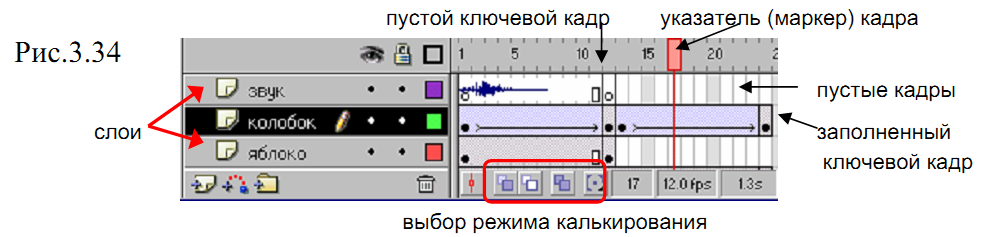 пустой ключевой кадр
указатель (маркер) кадра
Рис.3.34
1 5 10 15 20 2
звук
пустые кадры
слои
колобок
заполненный
ключевой кадр
яблоко
17 12.0 fps 1.3s
выбор режима калькирования